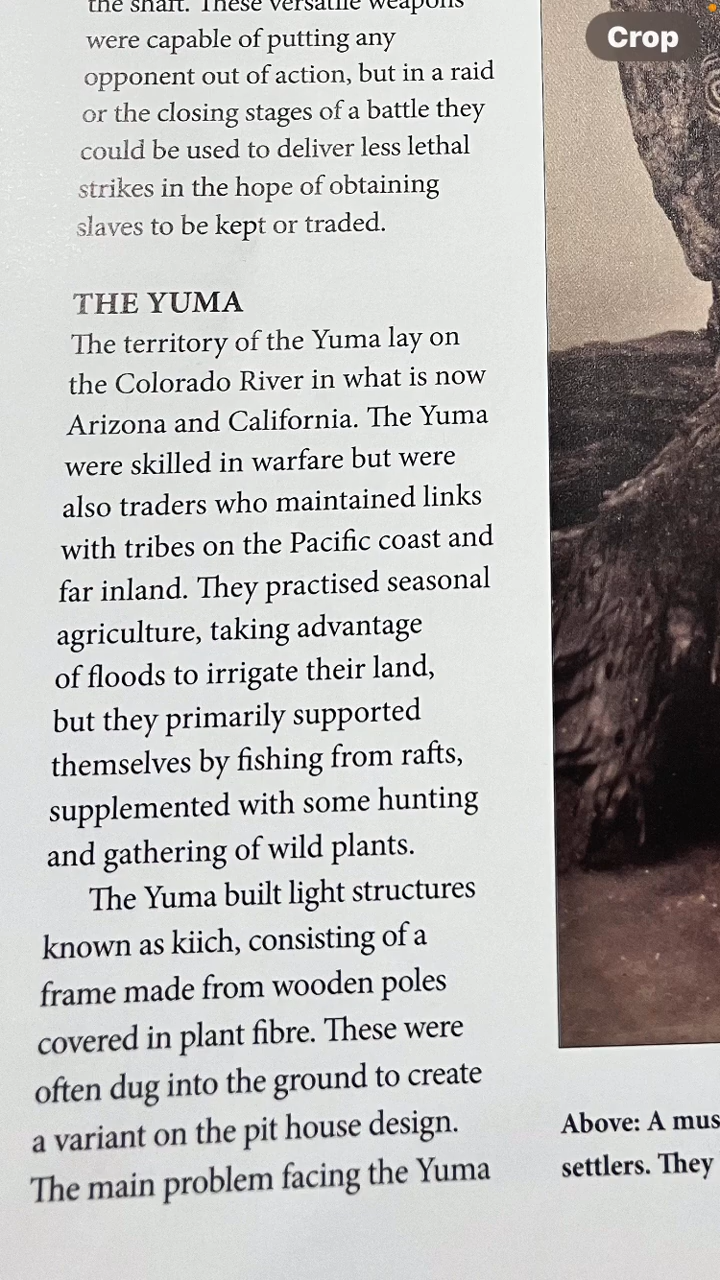 the shaft. These versatile weapons
were capable of putting any
opponent out of action, but in a raid
or the closing stages of a battle they
could be used to deliver less lethal
strikes in the hope of obtaining
slaves to be kept or traded.
THE YUMA
The territory of the Yuma lay on
the Colorado River in what is now
Arizona and California. The Yuma
were skilled in warfare but were
also traders who maintained links
with tribes on the Pacific coast and
far inland. They practised seasonal
agriculture, taking advantage
of floods to irrigate their land,
but they primarily supported
themselves by fishing from rafts,
supplemented with some hunting
and gathering of wild plants.
The Yuma built light structures
known as kiich, consisting of a
frame made from wooden poles
covered in plant fibre. These were
often dug into the ground to create
a variant on the pit house design.
The main problem facing the Yuma
Crop
Above: A mus
settlers. They